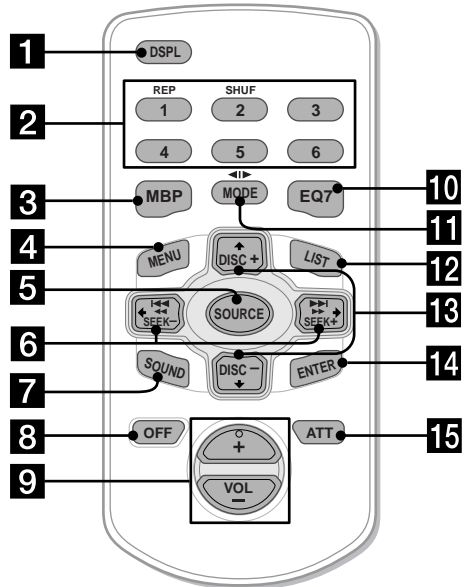 1 DSPL
REP SHUF
2 1 2 3
4 5 6
3 MBP MODE EQ7 10
11
4 MENU DISC + LIST 12
5 SOURCE 13
6 SEEK− SEEK+
7 SOUND DISC − ENTER 14
8 OFF + ATT 15
9 VOL
−